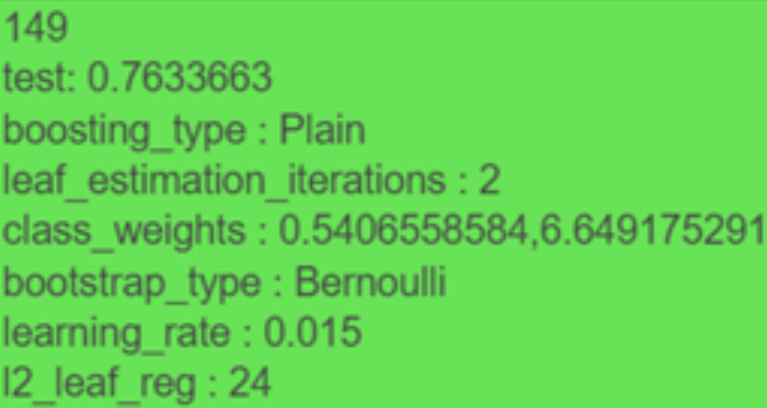 149
test: 0.7633663
boosting_type : Plain
leaf_estimation_iterations : 2
class_weights : 0.5406558584,6.649175291
bootstrap_type : Bernoulli
learning_rate : 0.015
l2_leaf_reg : 24